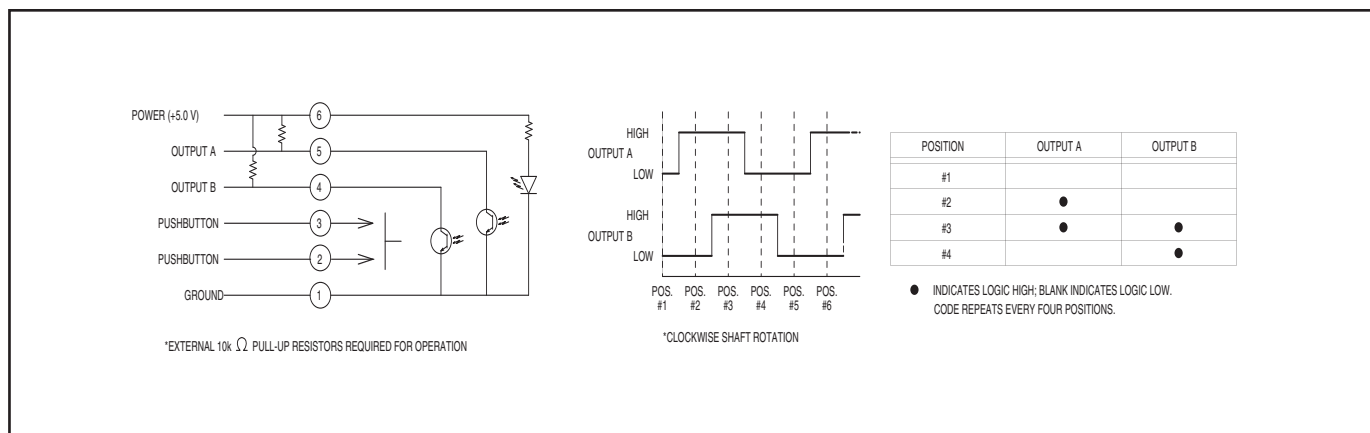 POWER (+5.0 V)
6
OUTPUT A
5
OUTPUT B
4
PUSHBUTTON
3
PUSHBUTTON
2
GROUND
1
*EXTERNAL 10k Ω PULL-UP RESISTORS REQUIRED FOR OPERATION
HIGH
OUTPUT A
LOW
HIGH
OUTPUT B
LOW
POS. POS. POS. POS. POS. POS.
#1 #2 #3 #4 #5 #6
*CLOCKWISE SHAFT ROTATION
POSITION OUTPUT A OUTPUT B
#1
#2 ●
#3 ● ●
#4 ●
● INDICATES LOGIC HIGH; BLANK INDICATES LOGIC LOW.
CODE REPEATS EVERY FOUR POSITIONS.